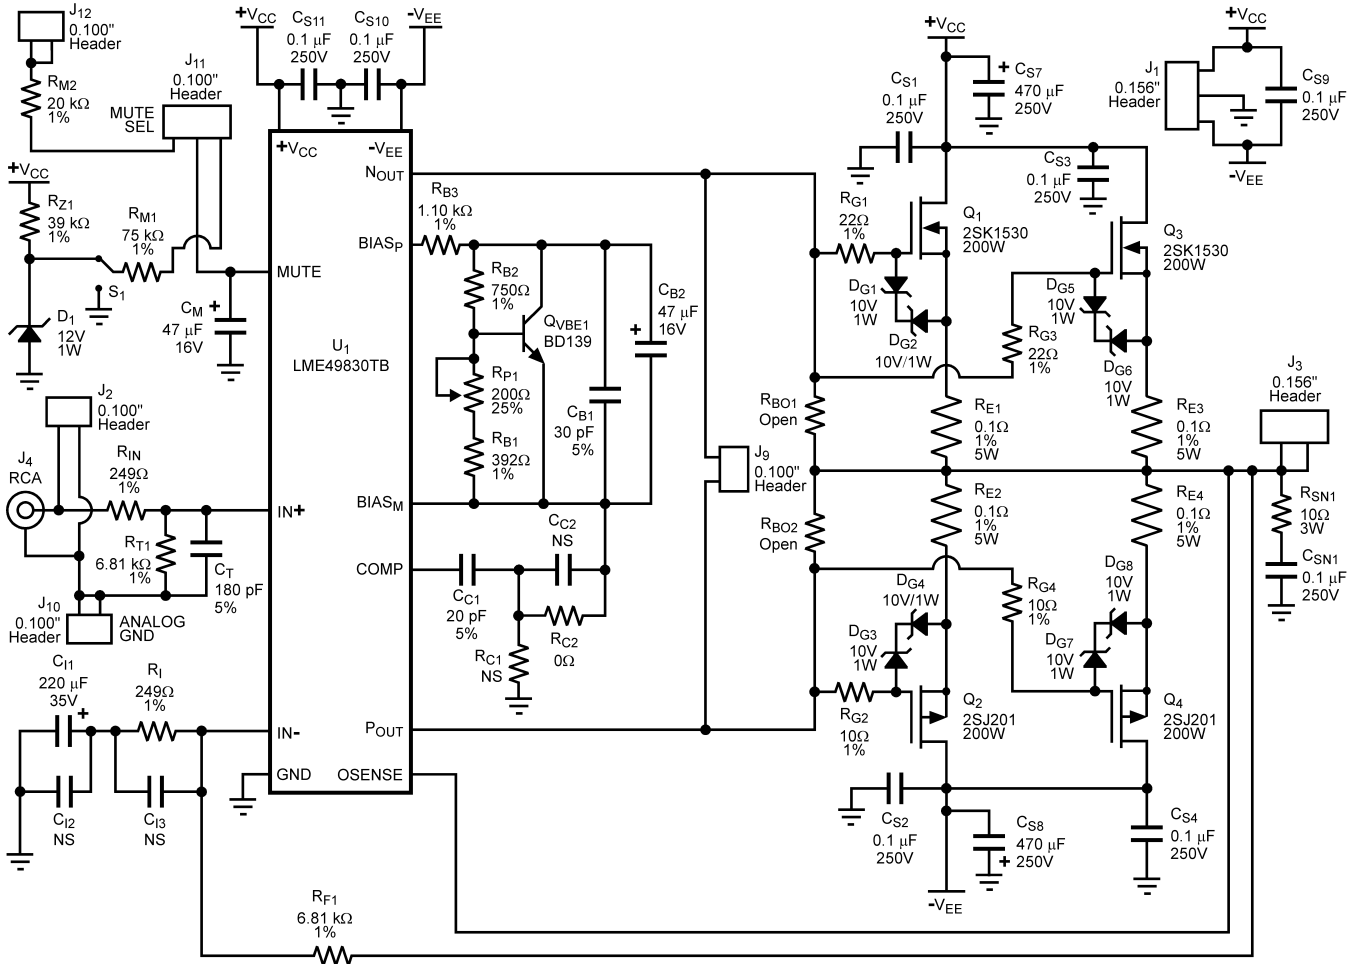 J12
0.100"
Header
RM2
20 kΩ
1%
J11
0.100"
Header
MUTE
SEL
+VCC
CS11
0.1 µF
250V
CS10
0.1 µF
250V
-VEE
+VCC
RZ1
39 kΩ
1%
RM1
75 kΩ
1%
S1
D1
12V
1W
CM
+
47 µF
16V
J2
0.100"
Header
J4
RCA
RIN
249Ω
1%
RT1
6.81 kΩ
1%
CT
180 pF
5%
J10
0.100"
Header
ANALOG
GND
CI1
220 µF
35V
+
RI
249Ω
1%
CI2
NS
CI3
NS
RF1
6.81 kΩ
1%
+VCC
-VEE
NOUT
BIASP
MUTE
U1
LME49830TB
BIASM
IN+
COMP
POUT
IN-
GND
OSENSE
RB3
1.10 kΩ
1%
RB2
750Ω
1%
QVBE1
BD139
RP1
200Ω
25%
RB1
392Ω
1%
CB1
30 pF
5%
CB2
47 µF
16V
+
CC2
NS
CC1
20 pF
5%
RC2
0Ω
RC1
NS
J9
0.100"
Header
RBO1
Open
RBO2
Open
+VCC
CS1
0.1 µF
250V
+
CS7
470 µF
250V
CS3
0.1 µF
250V
RG1
22Ω
1%
Q1
2SK1530
200W
DG1
10V
1W
DG2
10V/1W
Q3
2SK1530
200W
DG5
10V
1W
RG3
22Ω
1%
DG6
10V
1W
RE1
0.1Ω
1%
5W
RE3
0.1Ω
1%
5W
RE2
0.1Ω
1%
5W
RE4
0.1Ω
1%
5W
DG4
10V/1W
DG3
10V
1W
RG4
10Ω
1%
DG8
10V
1W
DG7
10V
1W
RG2
10Ω
1%
Q2
2SJ201
200W
Q4
2SJ201
200W
CS2
0.1 µF
250V
CS8
470 µF
+ 250V
CS4
0.1 µF
250V
-VEE
J1
0.156"
Header
+VCC
CS9
0.1 µF
250V
-VEE
J3
0.156"
Header
RSN1
10Ω
3W
CSN1
0.1 µF
250V